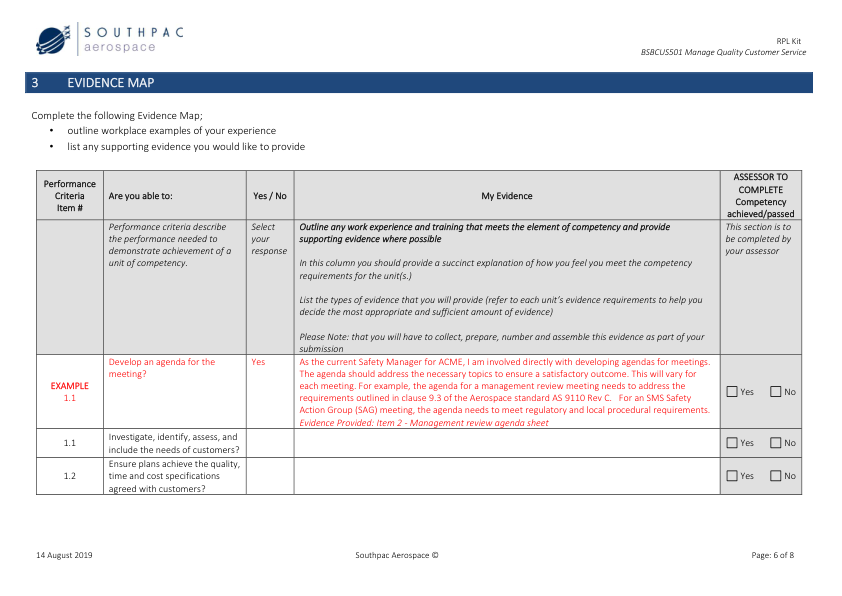 SOUTHPAC
aerospace
RPL Kit
BSBCUS501 Manage Quality Customer Service
3 EVIDENCE MAP
Complete the following Evidence Map;
• outline workplace examples of your experience
• list any supporting evidence you would like to provide
Performance
Criteria
Item #
Are you able to:
Yes / No
My Evidence
ASSESSOR TO
COMPLETE
Competency
achieved/passed
Performance criteria describe
the performance needed to
demonstrate achievement of a
unit of competency.
Select
your
response
Outline any work experience and training that meets the element of competency and provide
supporting evidence where possible
In this column you should provide a succinct explanation of how you feel you meet the competency
requirements for the unit(s.)
List the types of evidence that you will provide (refer to each unit's evidence requirements to help you
decide the most appropriate and sufficient amount of evidence)
Please Note: that you will have to collect, prepare, number and assemble this evidence as part of your
submission
This section is to
be completed by
your assessor
EXAMPLE
1.1
Develop an agenda for the
meeting?
Yes
As the current Safety Manager for ACME, I am involved directly with developing agendas for meetings.
The agenda should address the necessary topics to ensure a satisfactory outcome. This will vary for
each meeting. For example, the agenda for a management review meeting needs to address the
requirements outlined in clause 9.3 of the Aerospace standard AS 9110 Rev C. For an SMS Safety
Action Group (SAG) meeting, the agenda needs to meet regulatory and local procedural requirements.
Evidence Provided: Item 2 - Management review agenda sheet
Yes No
1.1
Investigate, identify, assess, and
include the needs of customers?
Yes No
1.2
Ensure plans achieve the quality,
time and cost specifications
agreed with customers?
Yes No
14 August 2019
Southpac Aerospace ©
Page: 6 of 8